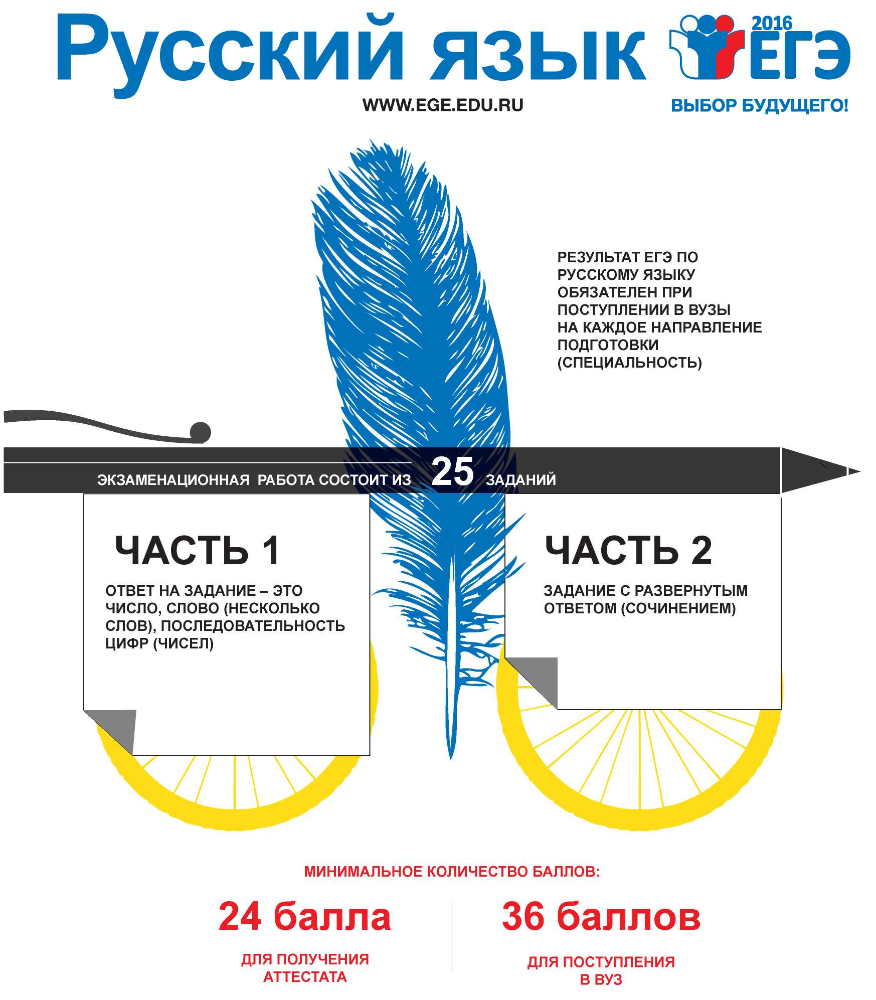 Русский язык
2016
ЕГЭ
WWW.EGE.EDU.RU
ВЫБОР БУДУЩЕГО!
РЕЗУЛЬТАТ ЕГЭ ПО
РУССКОМУ ЯЗЫКУ
ОБЯЗАТЕЛЕН ПРИ
ПОСТУПЛЕНИИ В ВУЗЫ
НА КАЖДОЕ НАПРАВЛЕНИЕ
ПОДГОТОВКИ
(СПЕЦИАЛЬНОСТЬ)
ЭКЗАМЕНАЦИОННАЯ РАБОТА СОСТОИТ ИЗ 25 ЗАДАНИЙ
ЧАСТЬ 1
ОТВЕТ НА ЗАДАНИЕ – ЭТО
ЧИСЛО, СЛОВО (НЕСКОЛЬКО
СЛОВ), ПОСЛЕДОВАТЕЛЬНОСТЬ
ЦИФР (ЧИСЕЛ)
ЧАСТЬ 2
ЗАДАНИЕ С РАЗВЕРНУТЫМ
ОТВЕТОМ (СОЧИНЕНИЕМ)
МИНИМАЛЬНОЕ КОЛИЧЕСТВО БАЛЛОВ:
24 балла
ДЛЯ ПОЛУЧЕНИЯ
АТТЕСТАТА
36 баллов
ДЛЯ ПОСТУПЛЕНИЯ
В ВУЗ